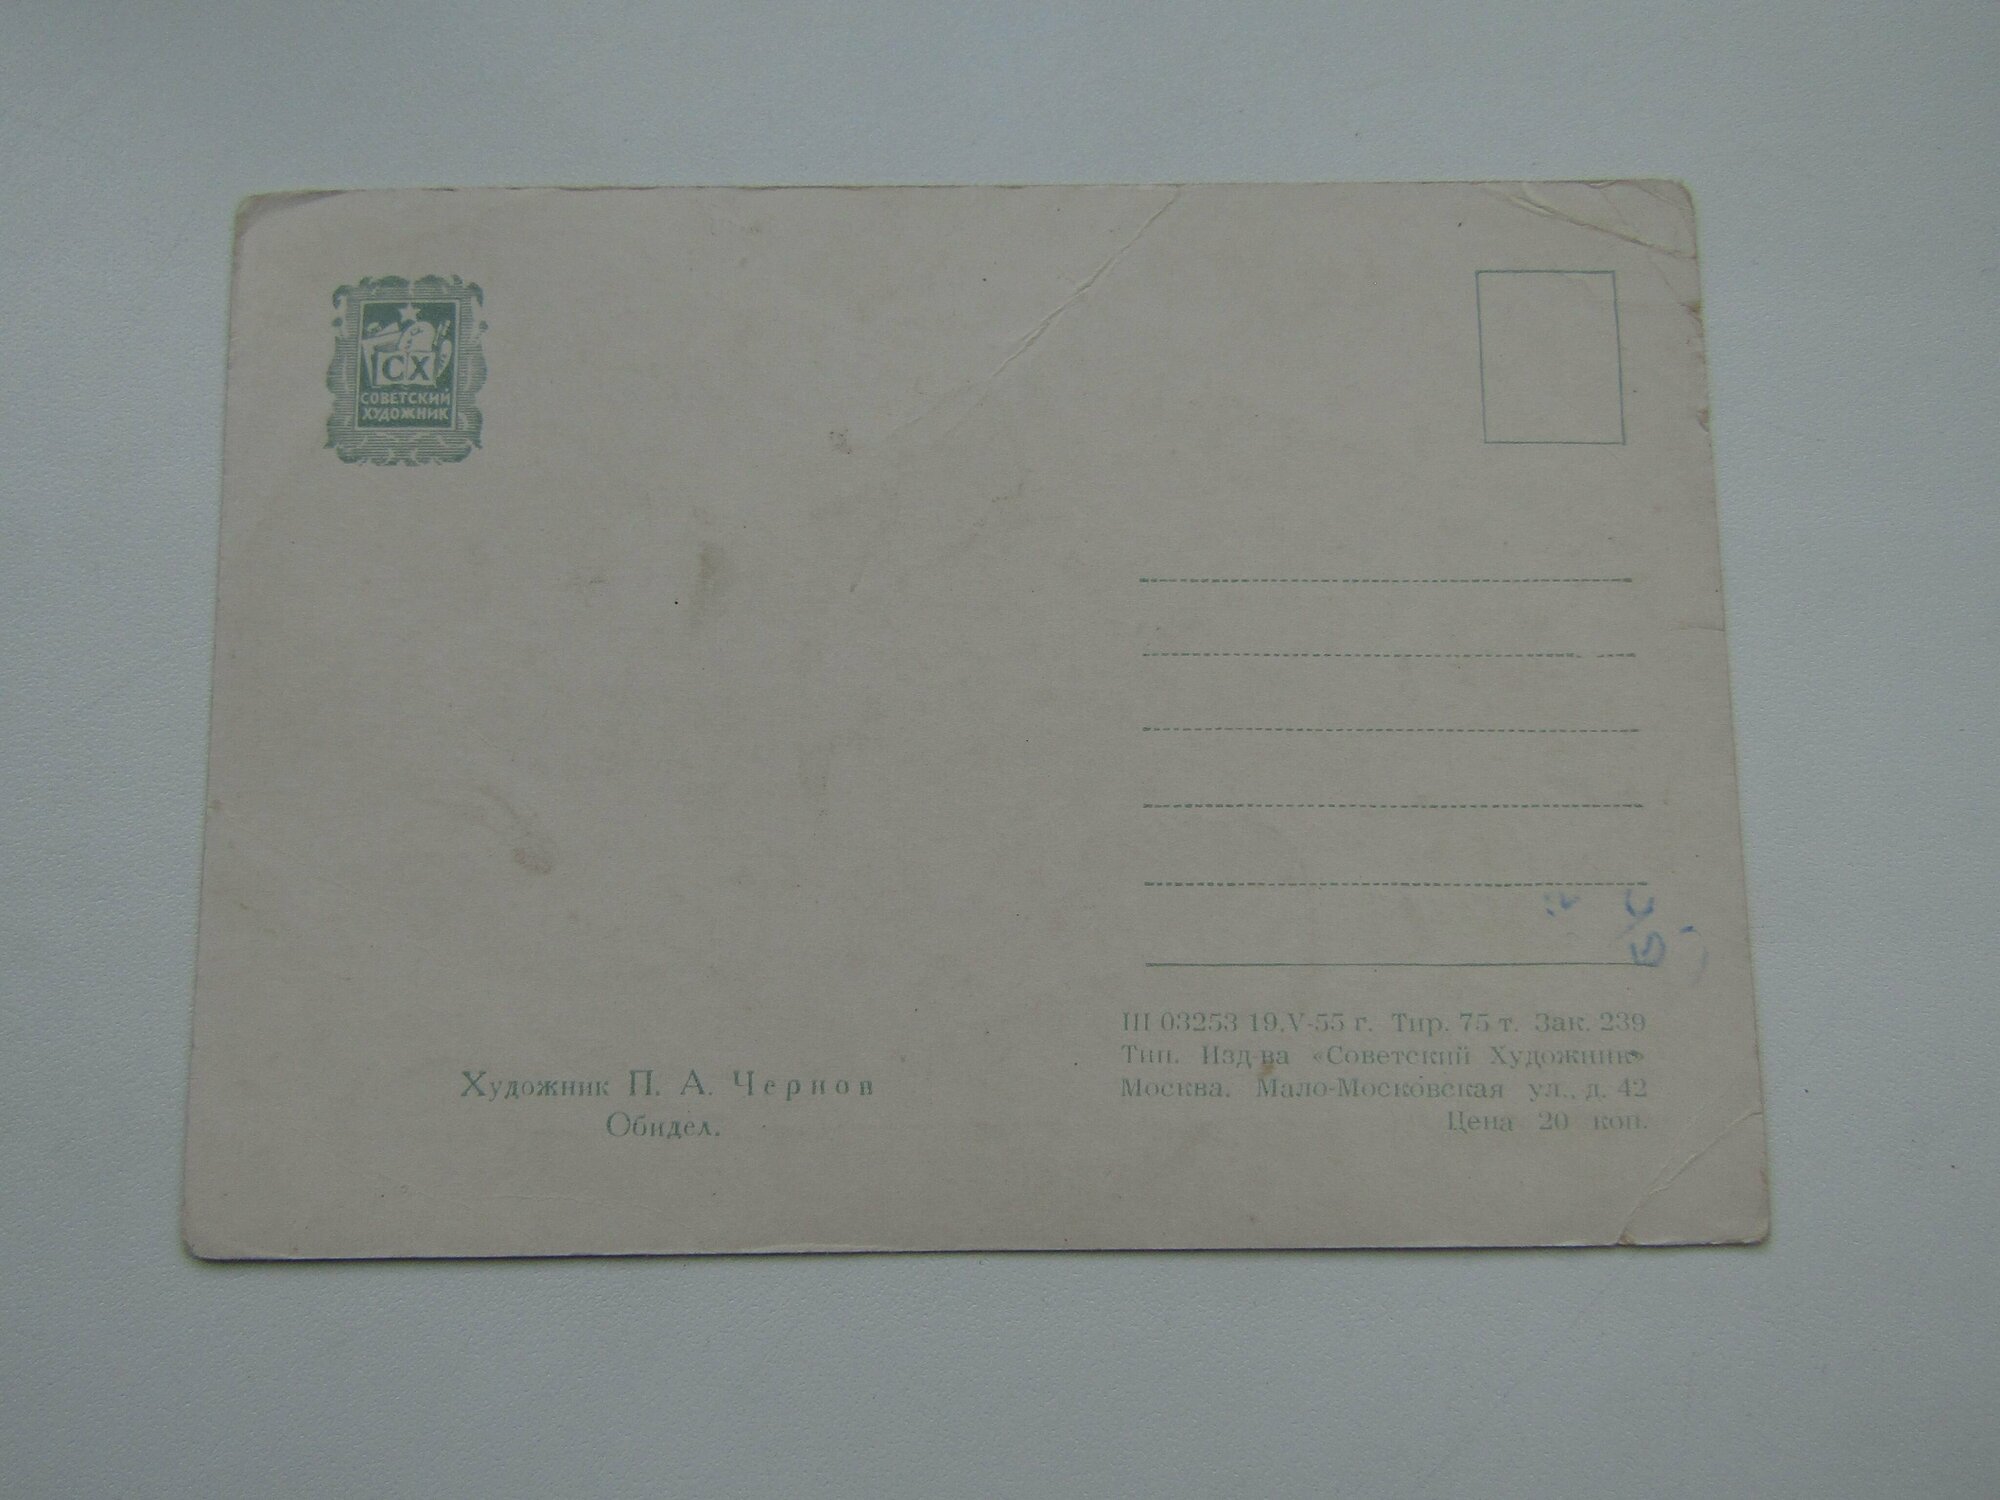 СХ
СОВЕТСКИЙ
ХУДОЖНИК
Художник П. А. Чернов
Обидел.
Ш 03253 19.V-55 г. Тир. 75 т. Зак. 239
Тип. Изд-ва «Советский Художник»
Москва. Мало-Московская ул., д. 42
Цена 20 коп.